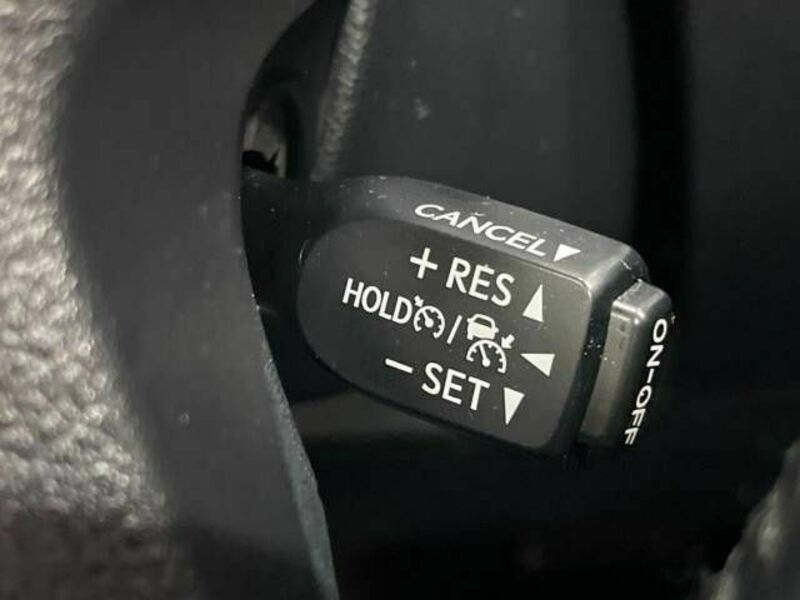 CANCEL▼
+ RES ▲
HOLD / ◀
− SET ▼
ON-OFF